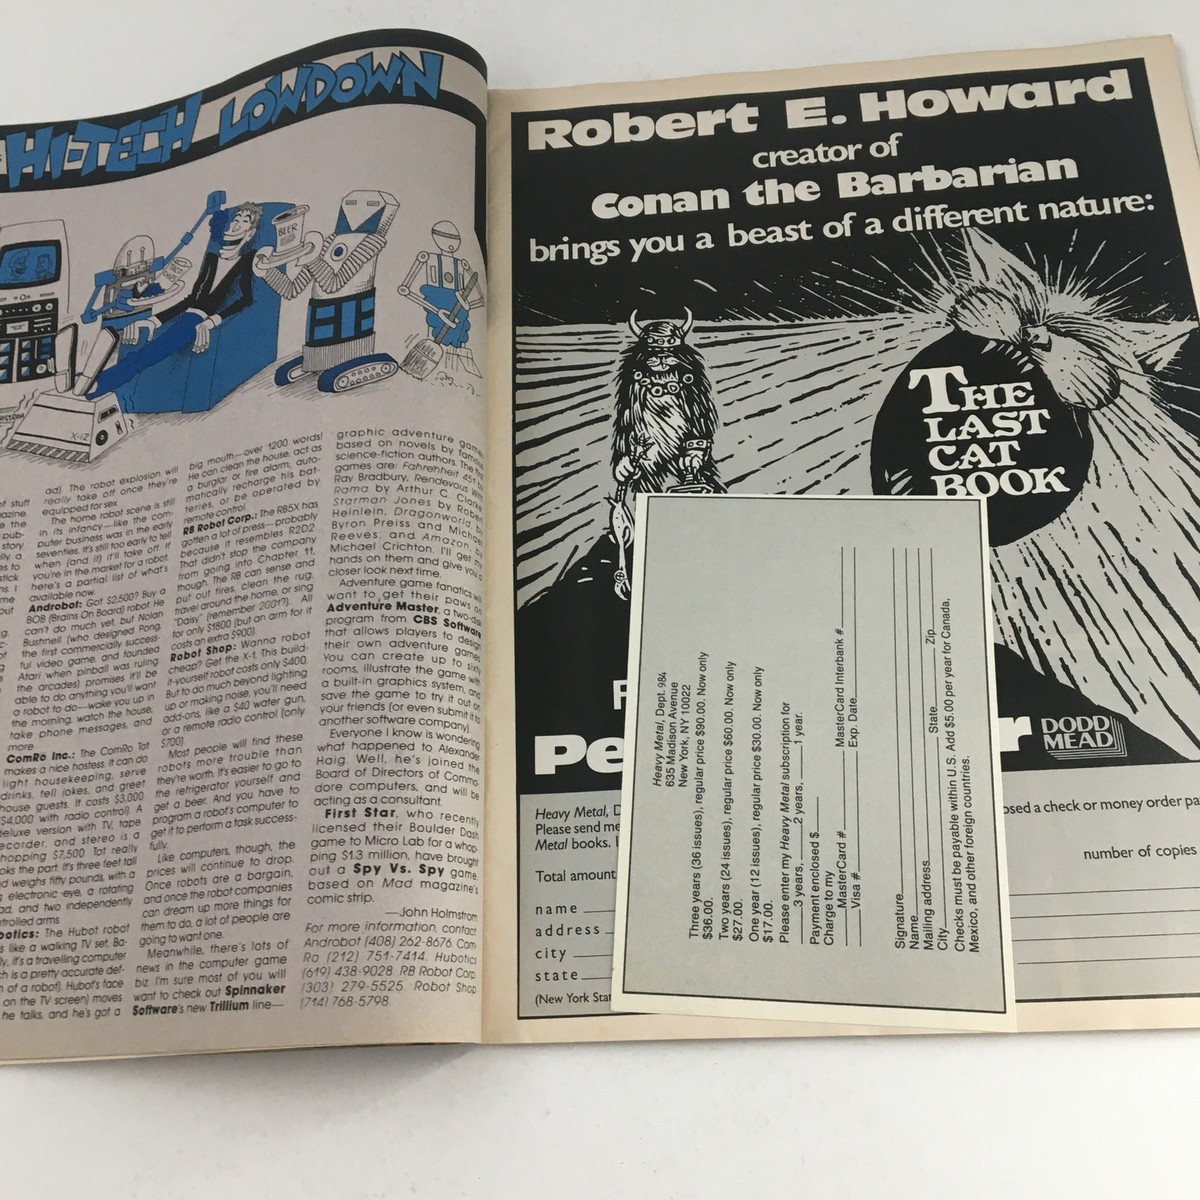 HI-TECH LOWDOWN
BEER
X-12
ad). The robot explosion will
really take off once they're
equipped for sex.
The home robot scene is still
in its infancy—like the com-
puter business was in the early
seventies. It's still too early to tell
when (and if) it'll take off. If
you're in the market for a robot,
here's a partial list of what's
available now.
Androbot: Got $2,500? Buy a
BOB (Brains On Board) robot. He
can't do much yet, but Nolan
Bushnell (who designed Pong,
the first commercially success-
ful video game, and founded
Atari when pinball was ruling
the arcades) promises it'll be
able to do anything you'll want
a robot to do—wake you up in
the morning, watch the house,
take phone messages, and
more.
ComRo Inc.: The ComRo Tot
makes a nice hostess. It can do
light housekeeping, serve
drinks, tell jokes, and greet
house guests. It costs $3,000
($4,000 with radio control). A
deluxe version with TV, tape
recorder, and stereo is a
hopping $7,500. Tot really
looks the part. It's three feet tall
d weighs fifty pounds, with a
g electronic eye, a rotating
ad, and two independently
ntrolled arms.
botics: The Hubot robot
s like a walking TV set. Ba-
ly, it's a travelling computer
ch is a pretty accurate def-
n of a robot). Hubot's face
on the TV screen) moves
he talks, and he's got a
big mouth—over 1200 words!
He can clean the house, act as
a burglar or fire alarm, auto-
matically recharge his bat-
teries, or be operated by
remote control.
RB Robot Corp.: The RB5X has
gotten a lot of press—probably
because it resembles R2D2.
That didn't stop the company
from going into Chapter 11,
though. The RB can sense and
put out fires, clean the rug,
travel around the home, or sing
"Daisy" (remember 2001?). All
for only $1800 (but an arm for it
costs an extra $900).
Robot Shop: Wanna robot
cheap? Get the X-1. This build-
it-yourself robot costs only $400.
But to do much beyond lighting
up or making noise, you'll need
add-ons, like a $40 water gun,
or a remote radio control (only
$700).
Most people will find these
robots more trouble than
they're worth. It's easier to go to
the refrigerator yourself and
get a beer. And you have to
program a robot's computer to
get it to perform a task success-
fully.
Like computers, though, the
prices will continue to drop.
Once robots are a bargain,
and once the robot companies
can dream up more things for
them to do, a lot of people are
going to want one.
Meanwhile, there's lots of
news in the computer game
biz. I'm sure most of you will
want to check out Spinnaker
Software's new Trillium line—
graphic adventure games
based on novels by famous
science-fiction authors. The first
games are: Fahrenheit 451 by
Ray Bradbury, Rendezvous With
Rama by Arthur C. Clarke,
Starman Jones by Robert
Heinlein, Dragonworld, by
Byron Preiss and Michael
Reeves, and Amazon, by
Michael Crichton. I'll get my
hands on them and give you a
closer look next time.
Adventure game fanatics will
want to get their paws on
Adventure Master, a two-disk
program from CBS Software
that allows players to design
their own adventure games.
You can create up to sixty
rooms, illustrate the game with
a built-in graphics system, and
save the game to try it out on
your friends (or even submit it to
another software company).
Everyone I know is wondering
what happened to Alexander
Haig. Well, he's joined the
Board of Directors of Commo-
dore computers, and will be
acting as a consultant.
First Star, who recently
licensed their Boulder Dash
game to Micro Lab for a whop-
ping $1.3 million, have brought
out a Spy Vs. Spy game,
based on Mad magazine's
comic strip.
—John Holmstrom
For more information, contact
Androbot (408) 262-8676. Com
Ro (212) 751-7414. Hubotics
(619) 438-9028. RB Robot Corp.
(303) 279-5525. Robot Shop
(714) 768-5798.
Robert E. Howard
creator of
Conan the Barbarian
brings you a beast of a different nature:
THE
LAST
CAT
BOOK
Pe
r
DODD
MEAD
Heavy Metal, D
Please send me
Metal books.
Total amount
name
address
city
state
(New York Stat
osed a check or money order pa
number of copies
Heavy Metal, Dept. 984
635 Madison Avenue
New York, NY 10022
Three years (36 issues), regular price $90.00. Now only
$36.00.
Two years (24 issues), regular price $60.00. Now only
$27.00.
One year (12 issues), regular price $30.00. Now only
$17.00.
Please enter my Heavy Metal subscription for
3 years, 2 years, 1 year.
Payment enclosed $
Charge to my
MasterCard # MasterCard Interbank #
Visa # Exp. Date
Signature
Name
Mailing address
City State Zip
Checks must be payable within U.S. Add $5.00 per year for Canada,
Mexico, and other foreign countries.